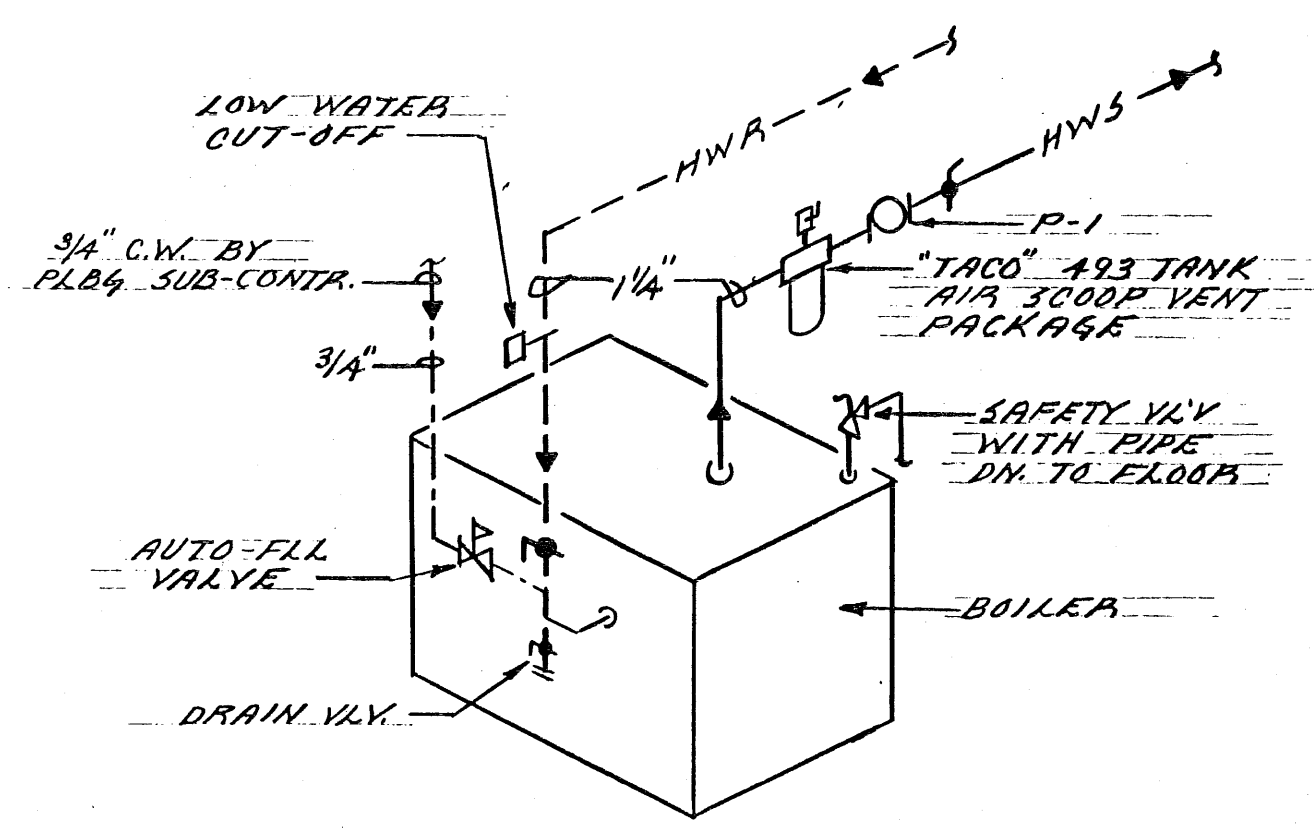 LOW WATER
CUT-OFF
HWR
HWS
3/4" C.W. BY
PLBG SUB-CONTR.
1 1/4"
P-1
"TACO" 493 TANK
AIR SCOOP VENT
PACKAGE
3/4"
SAFETY VL'V
WITH PIPE
DN. TO FLOOR
AUTO-FLL
VALVE
BOILER
DRAIN VLV.